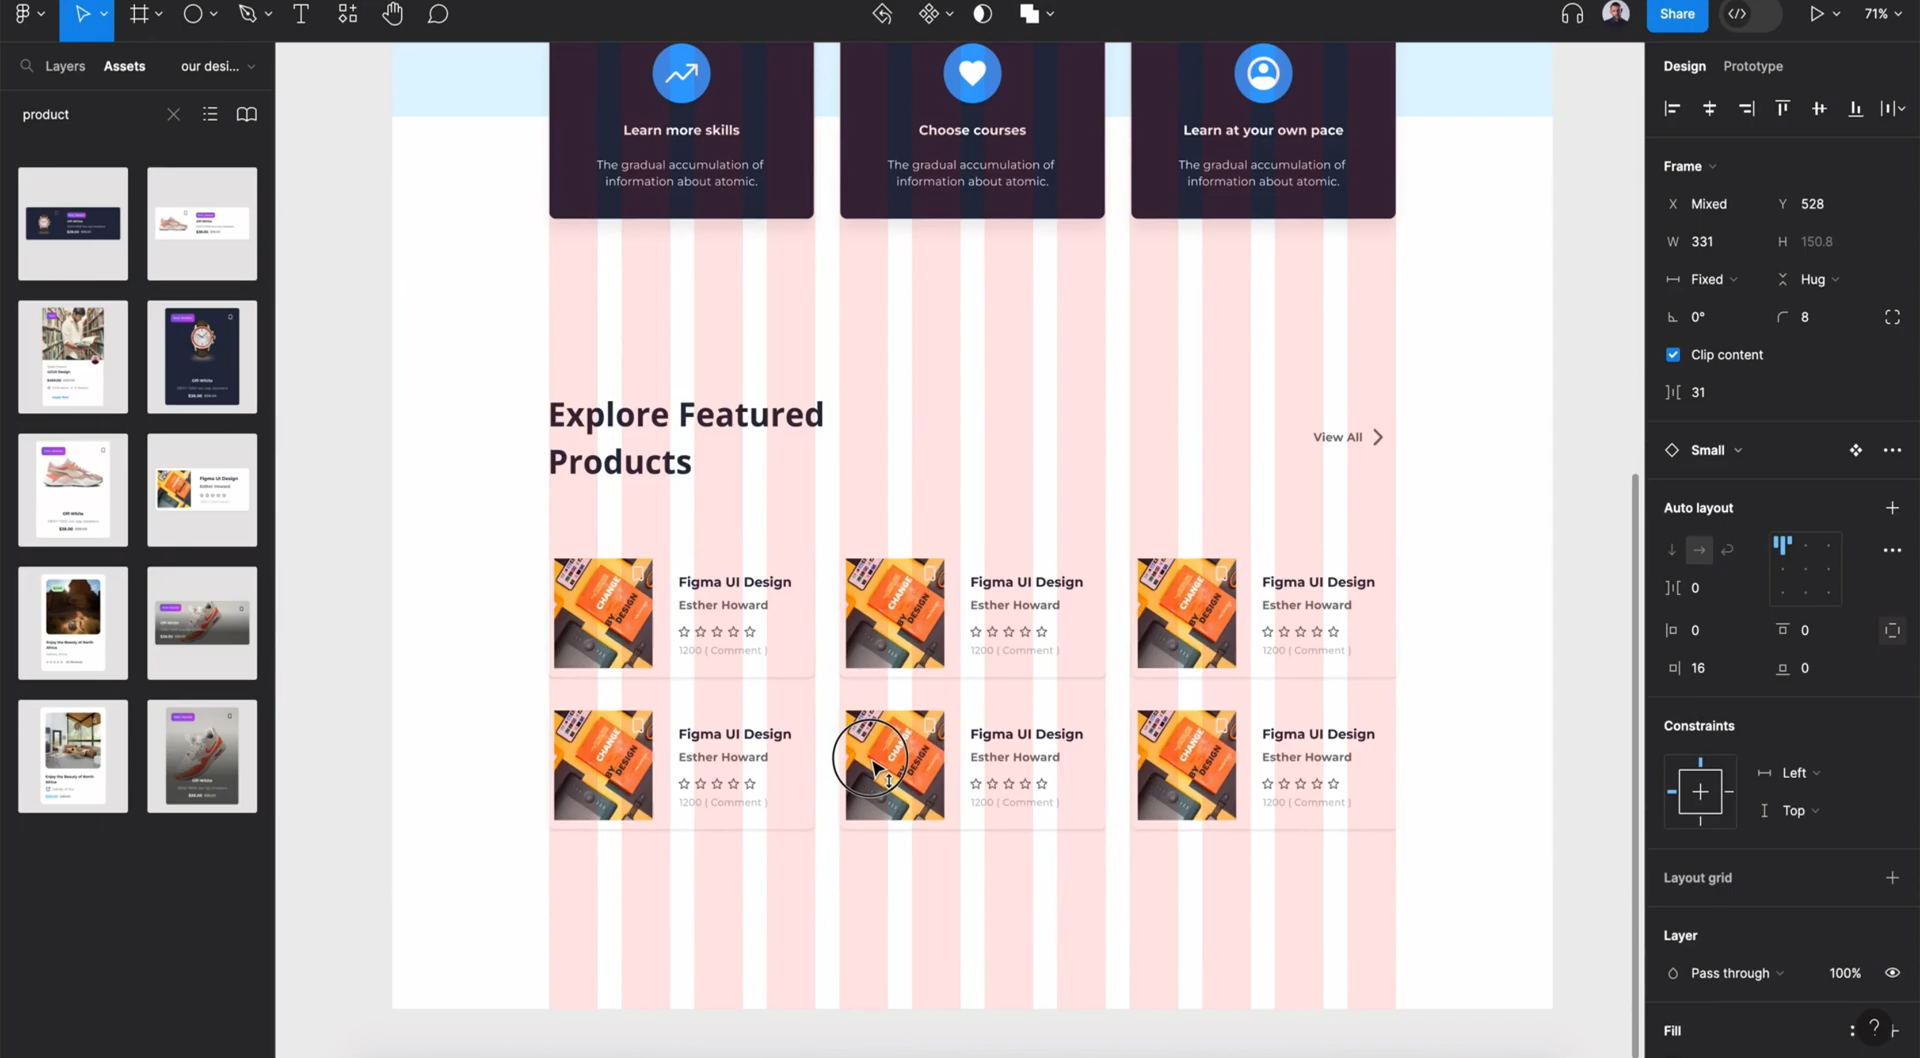 Share
71%
Layers
Assets
our desi...
product
Learn more skills
The gradual accumulation of
information about atomic.
Choose courses
The gradual accumulation of
information about atomic.
Learn at your own pace
The gradual accumulation of
information about atomic.
Explore Featured
Products
View All
Figma UI Design
Esther Howard
1200 ( Comment )
Figma UI Design
Esther Howard
1200 ( Comment )
Figma UI Design
Esther Howard
1200 ( Comment )
Figma UI Design
Esther Howard
1200 ( Comment )
Figma UI Design
Esther Howard
1200 ( Comment )
Figma UI Design
Esther Howard
1200 ( Comment )
CHANGE
BY
DESIGN
Design
Prototype
Frame
X Mixed
Y 528
W 331
H 150.8
Fixed
Hug
0°
8
Clip content
31
Small
Auto layout
0
0
0
16
0
Constraints
Left
Top
Layout grid
Layer
Pass through
100%
Fill
?